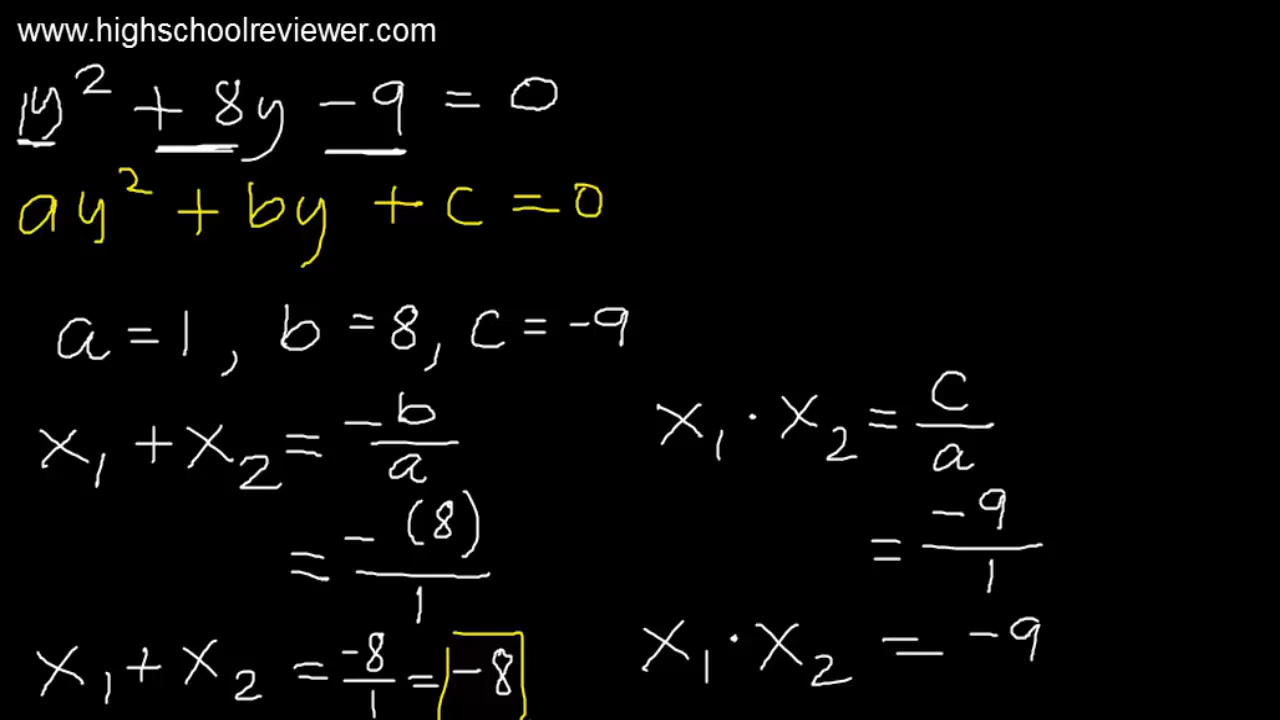 www.highschoolreviewer.com
1y² + 8y - 9 = 0
ay² + by + c = 0
a = 1, b = 8, c = -9
x₁ + x₂ = -b/a
= -(8)/1
x₁ + x₂ = -8/1 = -8
x₁ · x₂ = c/a
= -9/1
x₁ · x₂ = -9